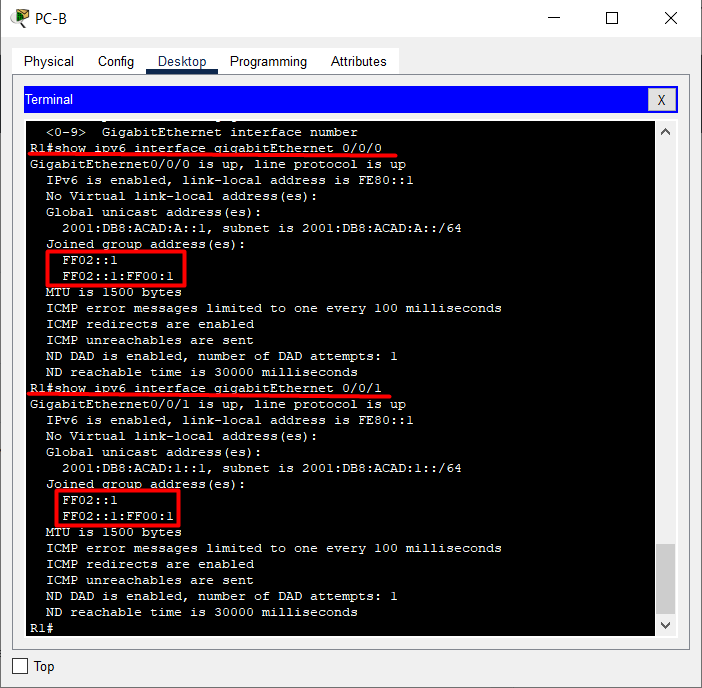 PC-B
Physical Config Desktop Programming Attributes
Terminal X
<0-9> GigabitEthernet interface number
R1#show ipv6 interface gigabitEthernet 0/0/0
GigabitEthernet0/0/0 is up, line protocol is up
IPv6 is enabled, link-local address is FE80::1
No Virtual link-local address(es):
Global unicast address(es):
2001:DB8:ACAD:A::1, subnet is 2001:DB8:ACAD:A::/64
Joined group address(es):
FF02::1
FF02::1:FF00:1
MTU is 1500 bytes
ICMP error messages limited to one every 100 milliseconds
ICMP redirects are enabled
ICMP unreachables are sent
ND DAD is enabled, number of DAD attempts: 1
ND reachable time is 30000 milliseconds
R1#show ipv6 interface gigabitEthernet 0/0/1
GigabitEthernet0/0/1 is up, line protocol is up
IPv6 is enabled, link-local address is FE80::1
No Virtual link-local address(es):
Global unicast address(es):
2001:DB8:ACAD:1::1, subnet is 2001:DB8:ACAD:1::/64
Joined group address(es):
FF02::1
FF02::1:FF00:1
MTU is 1500 bytes
ICMP error messages limited to one every 100 milliseconds
ICMP redirects are enabled
ICMP unreachables are sent
ND DAD is enabled, number of DAD attempts: 1
ND reachable time is 30000 milliseconds
R1#
Top